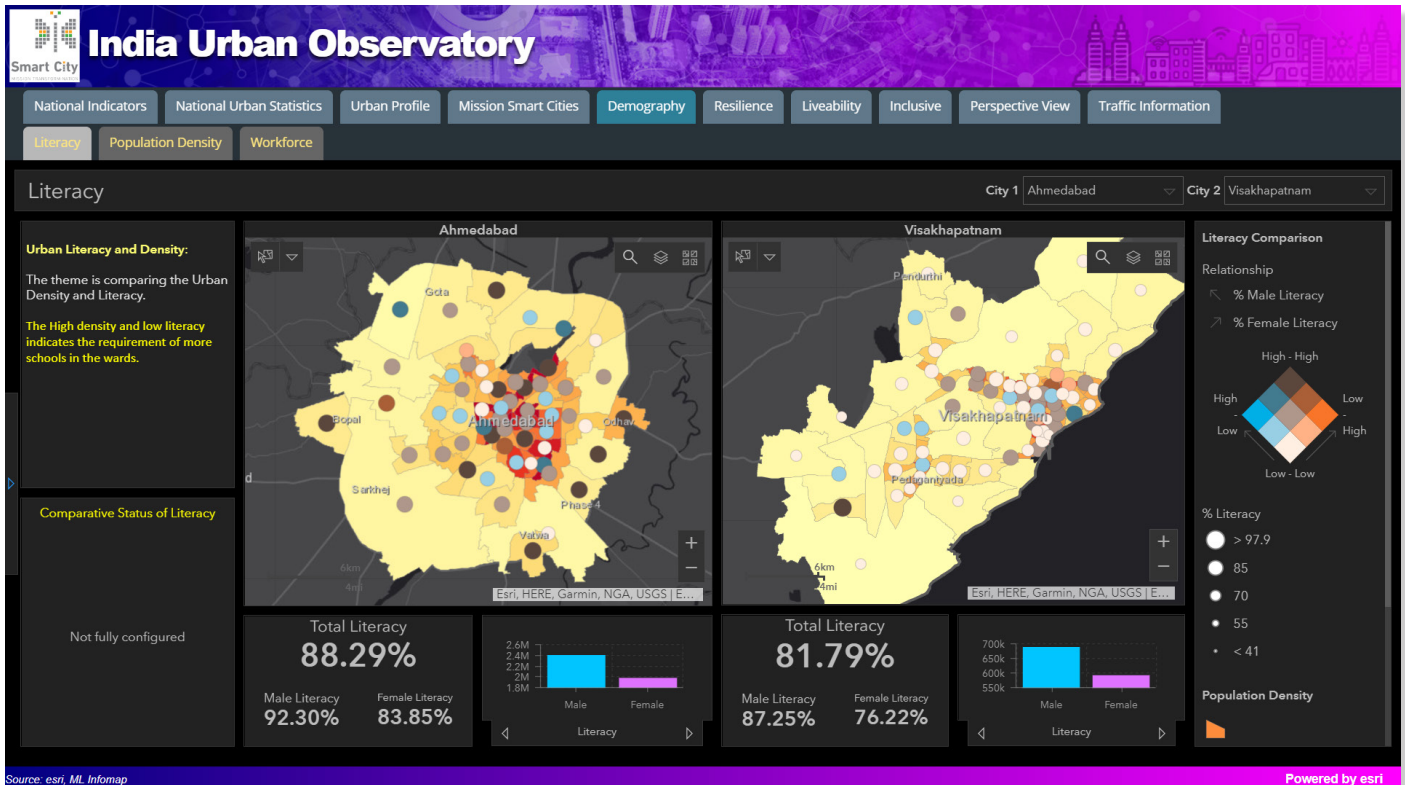 Smart City
India Urban Observatory
National Indicators
National Urban Statistics
Urban Profile
Mission Smart Cities
Demography
Resilience
Liveability
Inclusive
Perspective View
Traffic Information
Literacy
Population Density
Workforce
Literacy
City 1 Ahmedabad
City 2 Visakhapatnam
Urban Literacy and Density:
The theme is comparing the Urban
Density and Literacy.
The High density and low literacy
indicates the requirement of more
schools in the wards.
Comparative Status of Literacy
Not fully configured
Ahmedabad
Gota
Bopal
Ahmedabad
Odhav
d
Sarkhej
Phase 4
Vatwa
6km
4mi
+
−
Esri, HERE, Garmin, NGA, USGS | E...
Total Literacy
88.29%
Male Literacy
92.30%
Female Literacy
83.85%
2.6M
2.4M
2.2M
2M
1.8M
Male
Female
Literacy
Visakhapatnam
Pendurthi
Visakhapatnam
Pedagantyada
6km
4mi
+
−
Esri, HERE, Garmin, NGA, USGS | E...
Total Literacy
81.79%
Male Literacy
87.25%
Female Literacy
76.22%
700k
650k
600k
550k
Male
Female
Literacy
Literacy Comparison
Relationship
% Male Literacy
% Female Literacy
High - High
High
-
Low
Low
-
High
Low - Low
% Literacy
> 97.9
85
70
55
< 41
Population Density
Source: esri, ML Infomap
Powered by esri